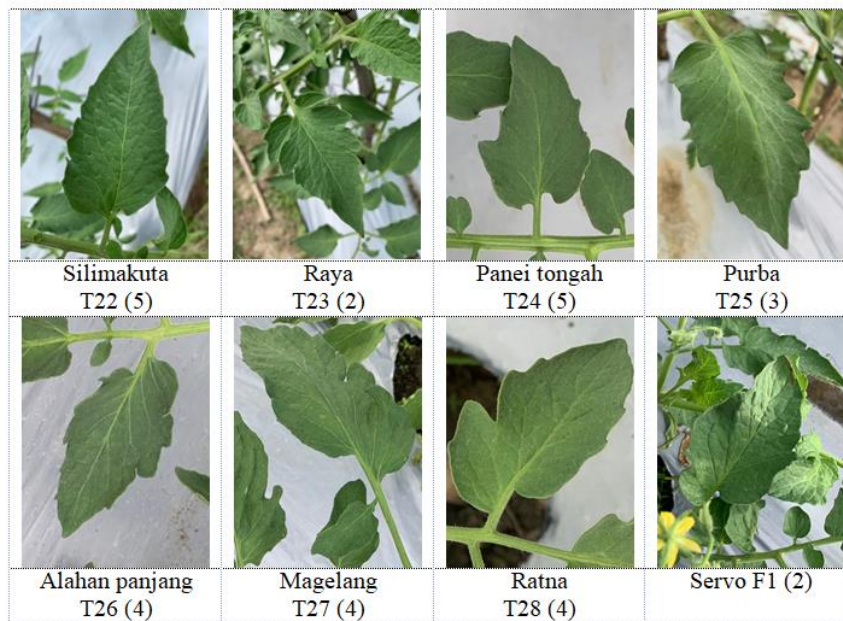 Silimakuta
T22 (5)
Raya
T23 (2)
Panei tongah
T24 (5)
Purba
T25 (3)
Alahan panjang
T26 (4)
Magelang
T27 (4)
Ratna
T28 (4)
Servo F1 (2)